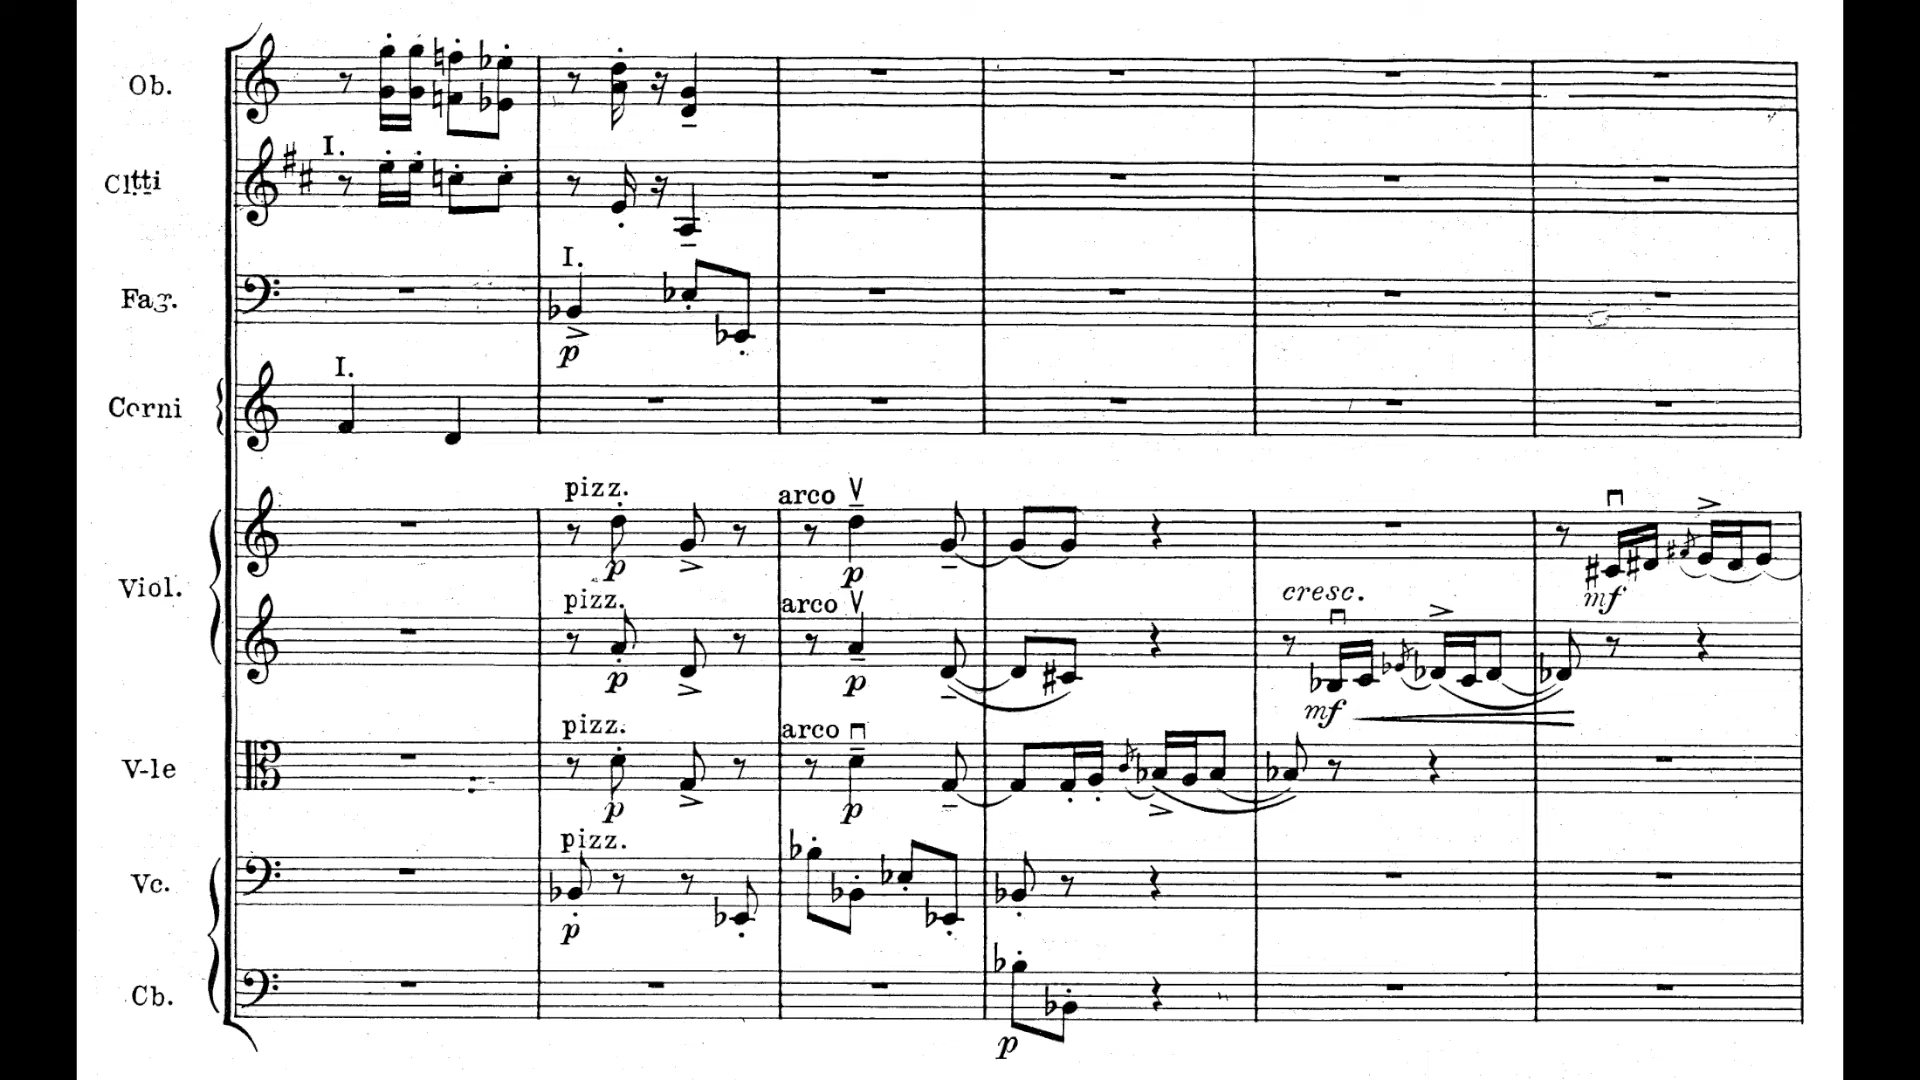 Ob.
I.
Cltti
I.
Fag.
p
I.
Corni
pizz. arco
Viol.
p p mf
pizz. arco cresc.
p p mf
pizz. arco
V-le
p p
pizz.
Vc.
p
Cb.
p